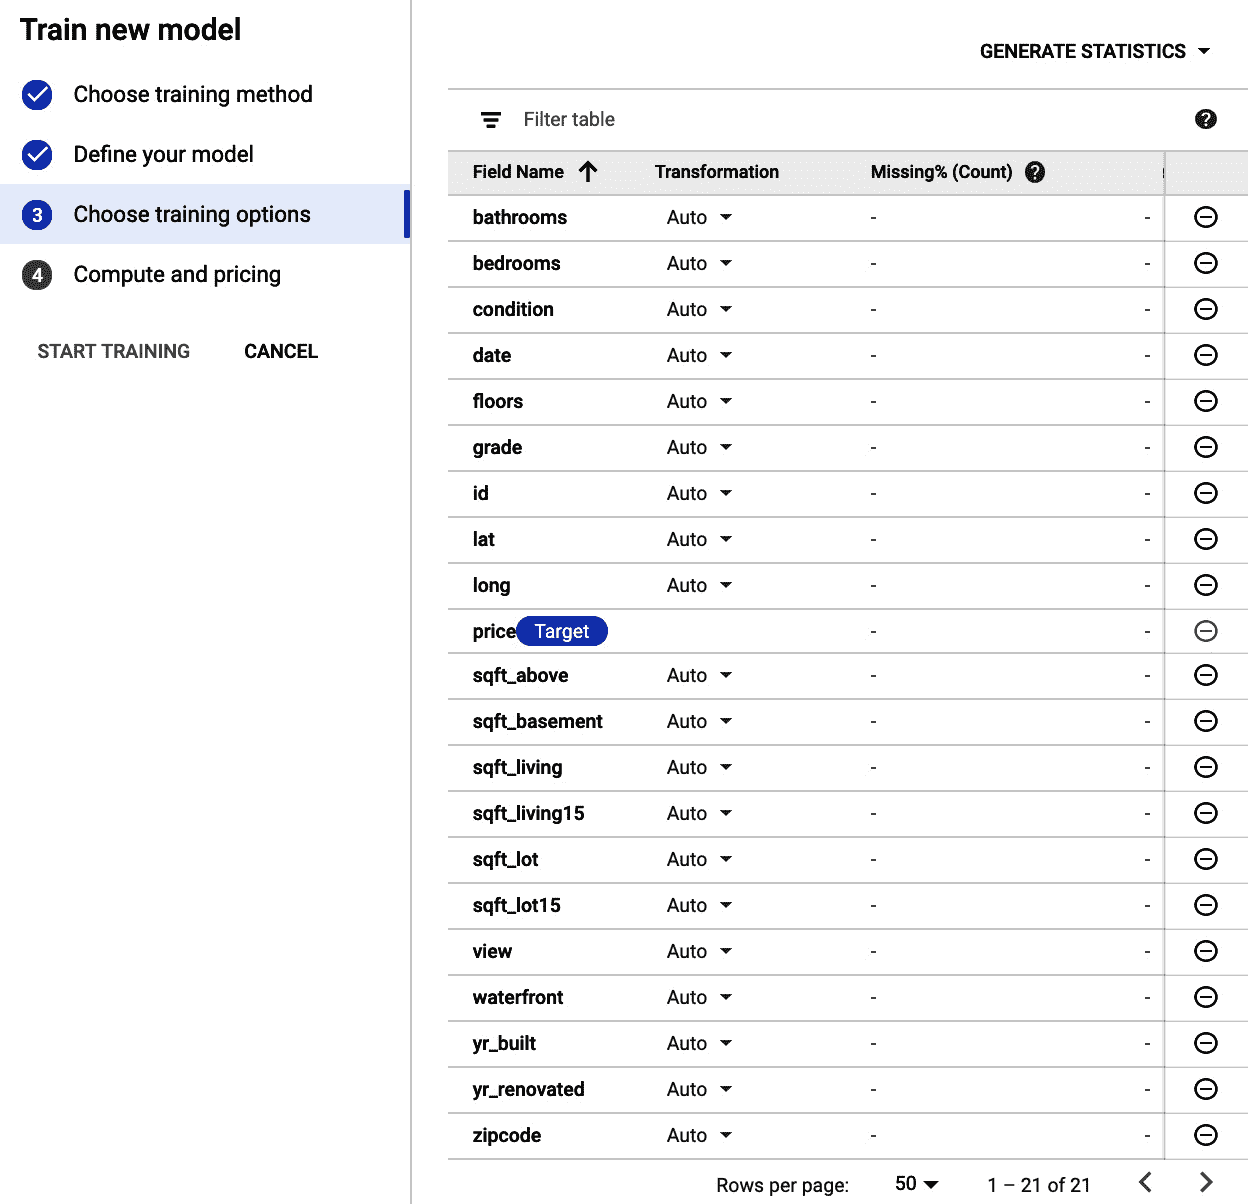 Train new model
Choose training method
Define your model
3 Choose training options
4 Compute and pricing
START TRAINING CANCEL
GENERATE STATISTICS
Filter table
Field Name Transformation Missing% (Count)
bathrooms Auto - -
bedrooms Auto - -
condition Auto - -
date Auto - -
floors Auto - -
grade Auto - -
id Auto - -
lat Auto - -
long Auto - -
price Target - -
sqft_above Auto - -
sqft_basement Auto - -
sqft_living Auto - -
sqft_living15 Auto - -
sqft_lot Auto - -
sqft_lot15 Auto - -
view Auto - -
waterfront Auto - -
yr_built Auto - -
yr_renovated Auto - -
zipcode Auto - -
Rows per page: 50 1 – 21 of 21